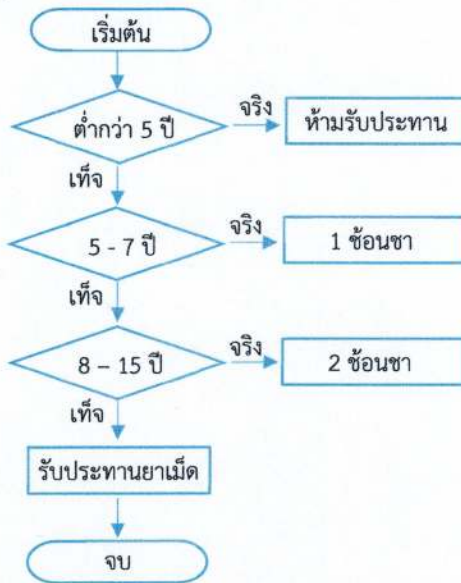 เริ่มต้น
ต่ำกว่า 5 ปี
จริง
ห้ามรับประทาน
เท็จ
5 - 7 ปี
จริง
1 ช้อนชา
เท็จ
8 – 15 ปี
จริง
2 ช้อนชา
เท็จ
รับประทานยาเม็ด
จบ